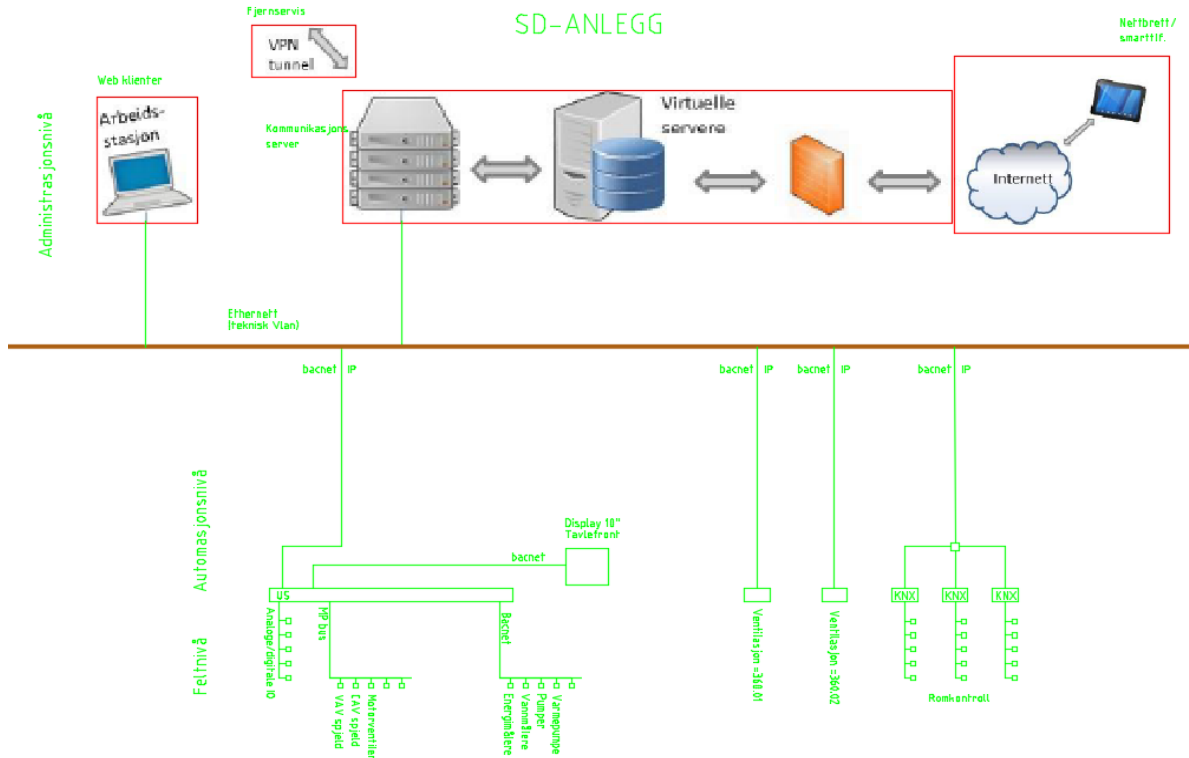 SD-ANLEGG
Fjernservis
VPN
tunnel
Nettbrett/
smarttlf.
Web klienter
Arbeids-
stasjon
Kommunikasjons
server
Virtuelle
servere
Internett
Administrasjonsnivå
Ethernett
(teknisk Vlan)
bacnet IP
bacnet IP
bacnet IP
bacnet IP
Automasjonsnivå
Display 10"
Tavlefront
bacnet
US
KNX
KNX
KNX
Feltnivå
Analoge/digitale IO
MP bus
Bacnet
VAV spjeld
CAV spjeld
Motorventiler
Energimålere
Vannmålere
Pumper
Varmepumpe
Ventilasjon =360.01
Ventilasjon =360.02
Romkontroll